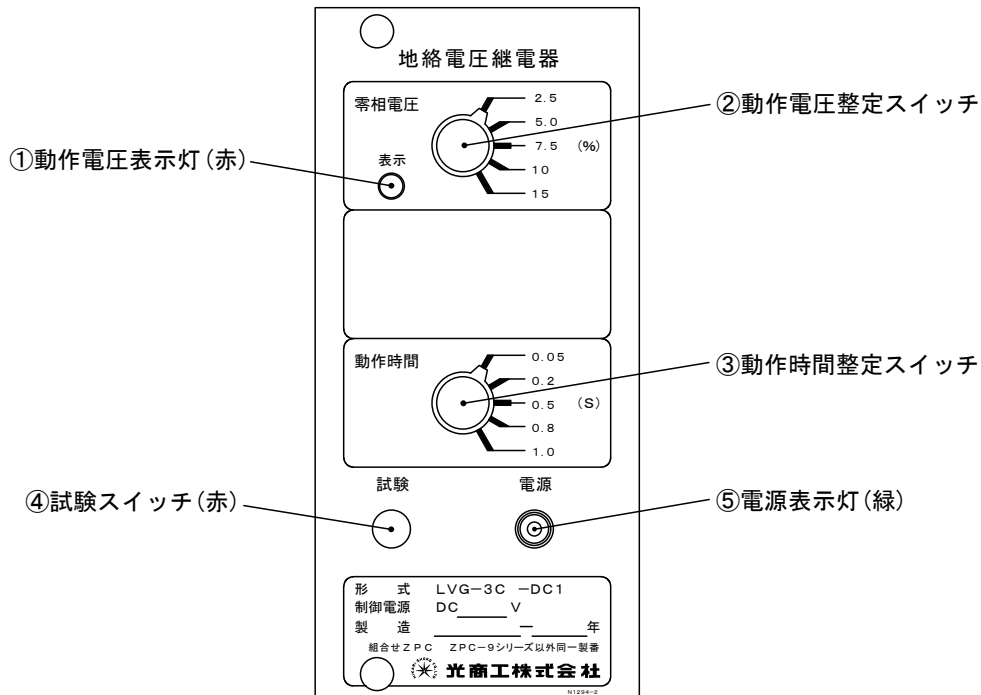 地絡電圧継電器
零相電圧
2.5
5.0
7.5 (%)
10
15
表示
①動作電圧表示灯(赤)
②動作電圧整定スイッチ
動作時間
0.05
0.2
0.5 (S)
0.8
1.0
③動作時間整定スイッチ
試験
電源
④試験スイッチ(赤)
⑤電源表示灯(緑)
形 式 LVG-3C -DC1
制御電源 DC____V
製 造 ______-____年
組合せZPC ZPC-9シリーズ以外同一製番
光商工株式会社
N1294-2